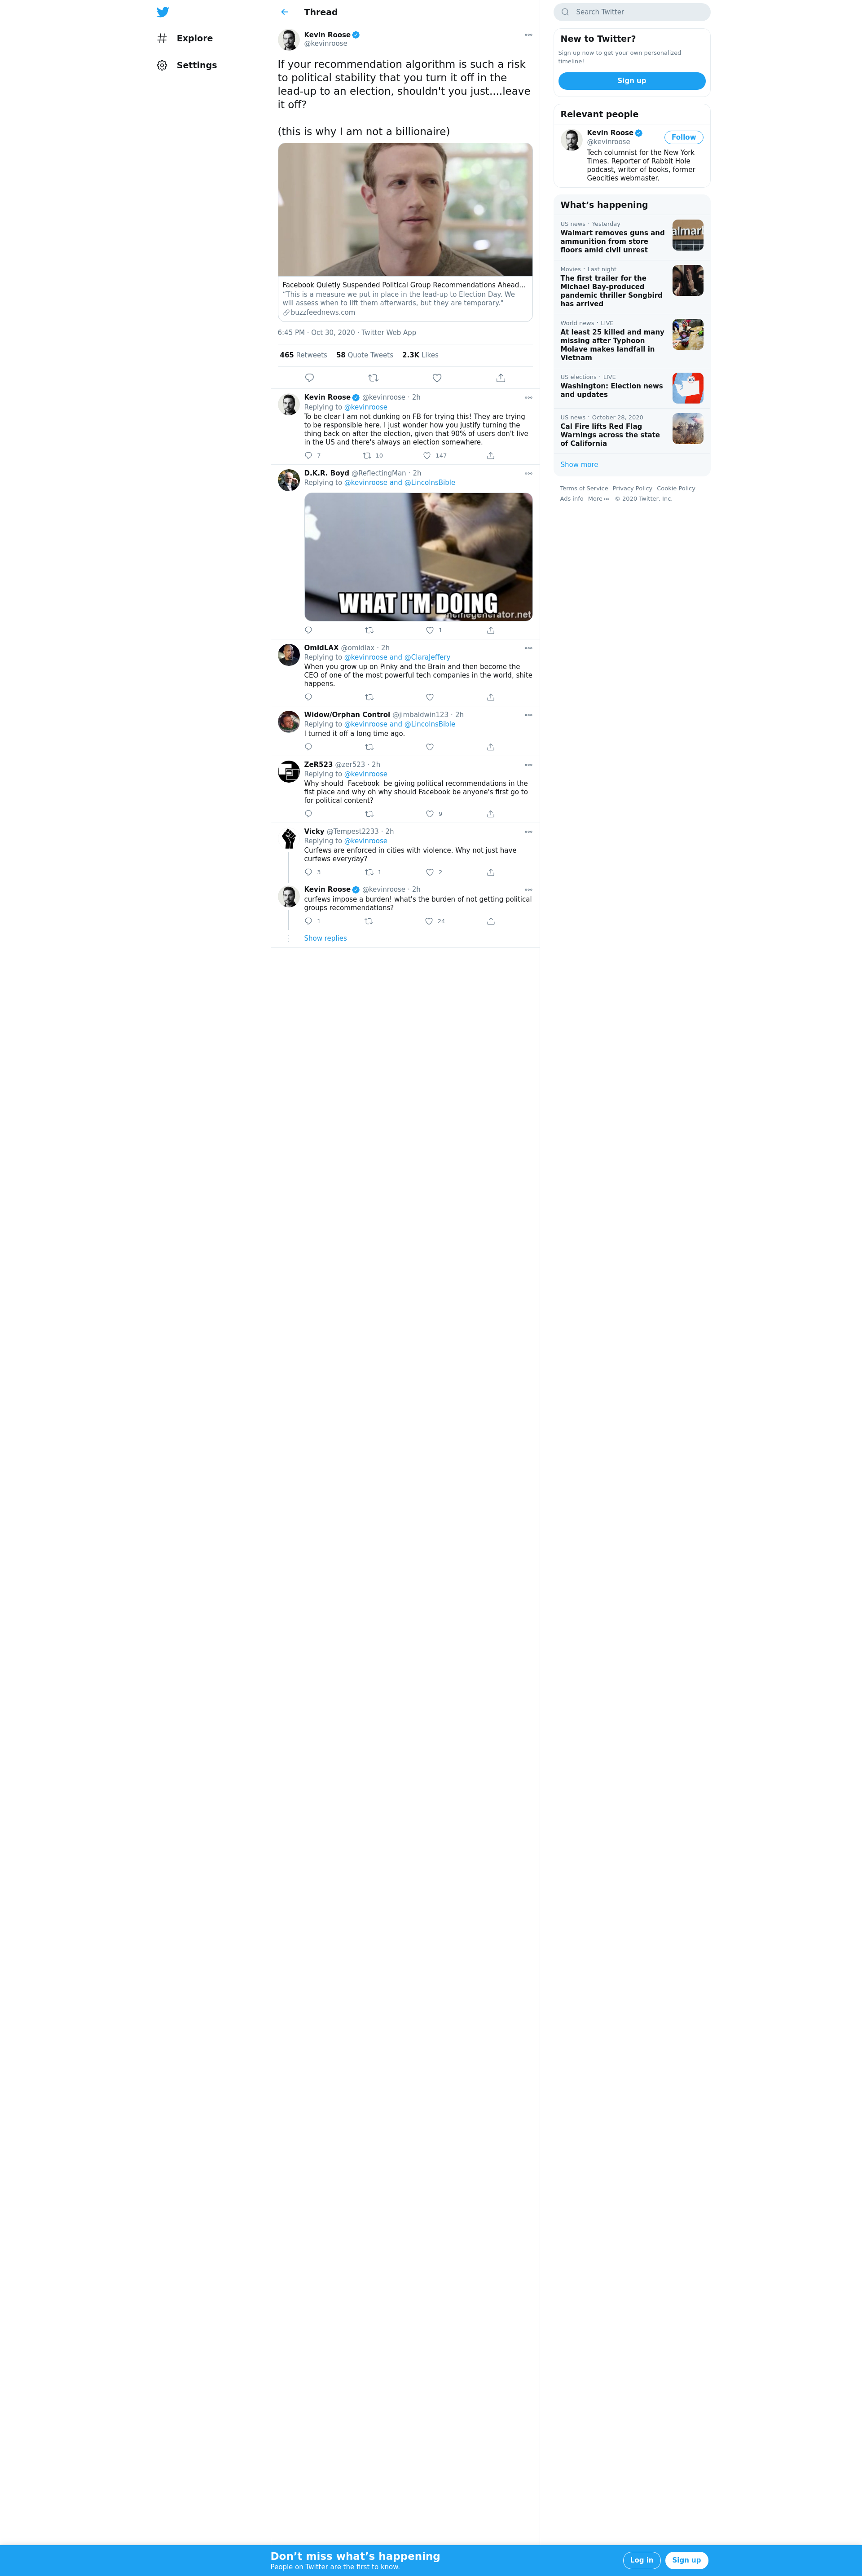 Explore
Settings
Thread
Kevin Roose
@kevinroose
If your recommendation algorithm is such a risk
to political stability that you turn it off in the
lead-up to an election, shouldn't you just....leave
it off?
(this is why I am not a billionaire)
Facebook Quietly Suspended Political Group Recommendations Ahead...
"This is a measure we put in place in the lead-up to Election Day. We
will assess when to lift them afterwards, but they are temporary."
buzzfeednews.com
6:45 PM · Oct 30, 2020 · Twitter Web App
465 Retweets 58 Quote Tweets 2.3K Likes
Kevin Roose @kevinroose · 2h
Replying to @kevinroose
To be clear I am not dunking on FB for trying this! They are trying
to be responsible here. I just wonder how you justify turning the
thing back on after the election, given that 90% of users don't live
in the US and there's always an election somewhere.
7 10 147
D.K.R. Boyd @ReflectingMan · 2h
Replying to @kevinroose and @LincolnsBible
WHAT I'M DOING
memegenerator.net
1
OmidLAX @omidlax · 2h
Replying to @kevinroose and @ClaraJeffery
When you grow up on Pinky and the Brain and then become the
CEO of one of the most powerful tech companies in the world, shite
happens.
Widow/Orphan Control @jimbaldwin123 · 2h
Replying to @kevinroose and @LincolnsBible
I turned it off a long time ago.
ZeR523 @zer523 · 2h
Replying to @kevinroose
Why should Facebook be giving political recommendations in the
fist place and why oh why should Facebook be anyone's first go to
for political content?
9
Vicky @Tempest2233 · 2h
Replying to @kevinroose
Curfews are enforced in cities with violence. Why not just have
curfews everyday?
3 1 2
Kevin Roose @kevinroose · 2h
curfews impose a burden! what's the burden of not getting political
groups recommendations?
1 24
Show replies
Search Twitter
New to Twitter?
Sign up now to get your own personalized
timeline!
Sign up
Relevant people
Kevin Roose
@kevinroose
Follow
Tech columnist for the New York
Times. Reporter of Rabbit Hole
podcast, writer of books, former
Geocities webmaster.
What's happening
US news · Yesterday
Walmart removes guns and
ammunition from store
floors amid civil unrest
Movies · Last night
The first trailer for the
Michael Bay-produced
pandemic thriller Songbird
has arrived
World news · LIVE
At least 25 killed and many
missing after Typhoon
Molave makes landfall in
Vietnam
US elections · LIVE
Washington: Election news
and updates
US news · October 28, 2020
Cal Fire lifts Red Flag
Warnings across the state
of California
Show more
Terms of Service Privacy Policy Cookie Policy
Ads info More © 2020 Twitter, Inc.
Don't miss what's happening
People on Twitter are the first to know.
Log in
Sign up